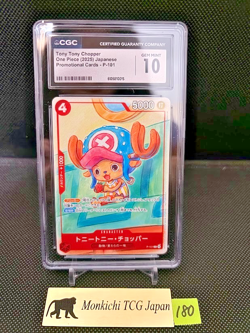 CGC
CERTIFIED GUARANTY COMPANY
Tony Tony Chopper
One Piece (2025) Japanese
Promotional Cards - P-101
GEM MINT
10
4
5000
CHARACTER
トニートニー・チョッパー
Monkichi TCG Japan
180